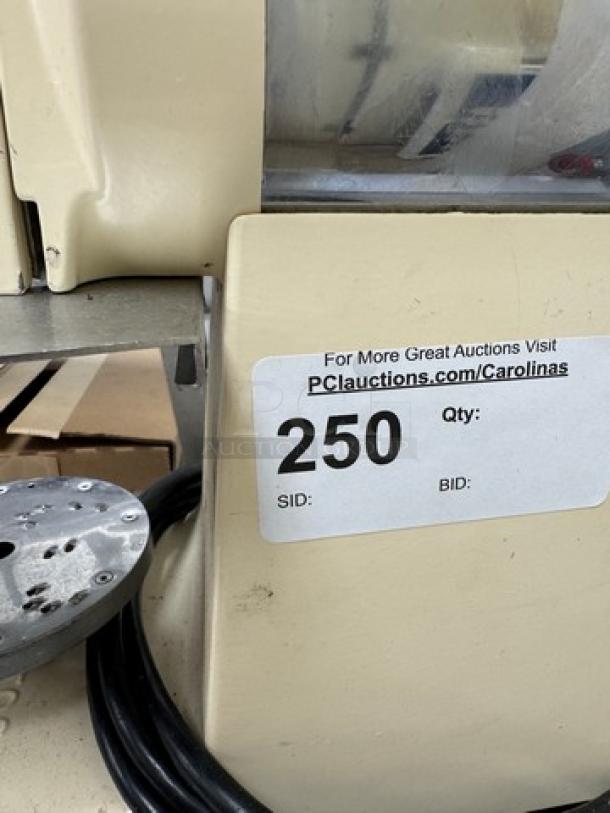 For More Great Auctions Visit
PCIauctions.com/Carolinas
250
Qty:
SID:
BID: